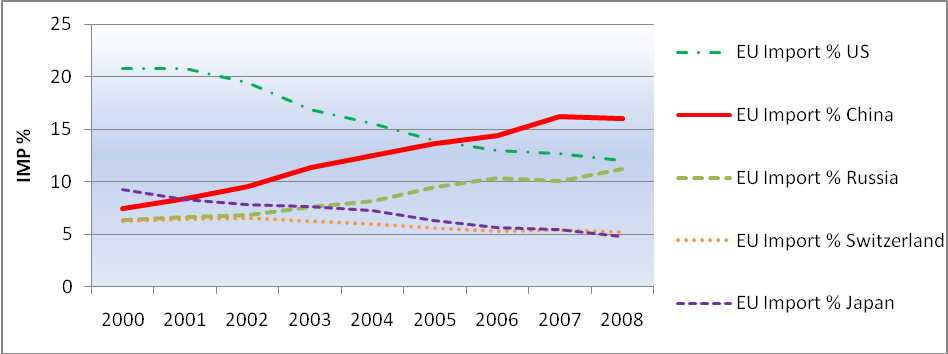 25
20
15
10
5
0
IMP %
2000 2001 2002 2003 2004 2005 2006 2007 2008
EU Import % US
EU Import % China
EU Import % Russia
EU Import % Switzerland
EU Import % Japan